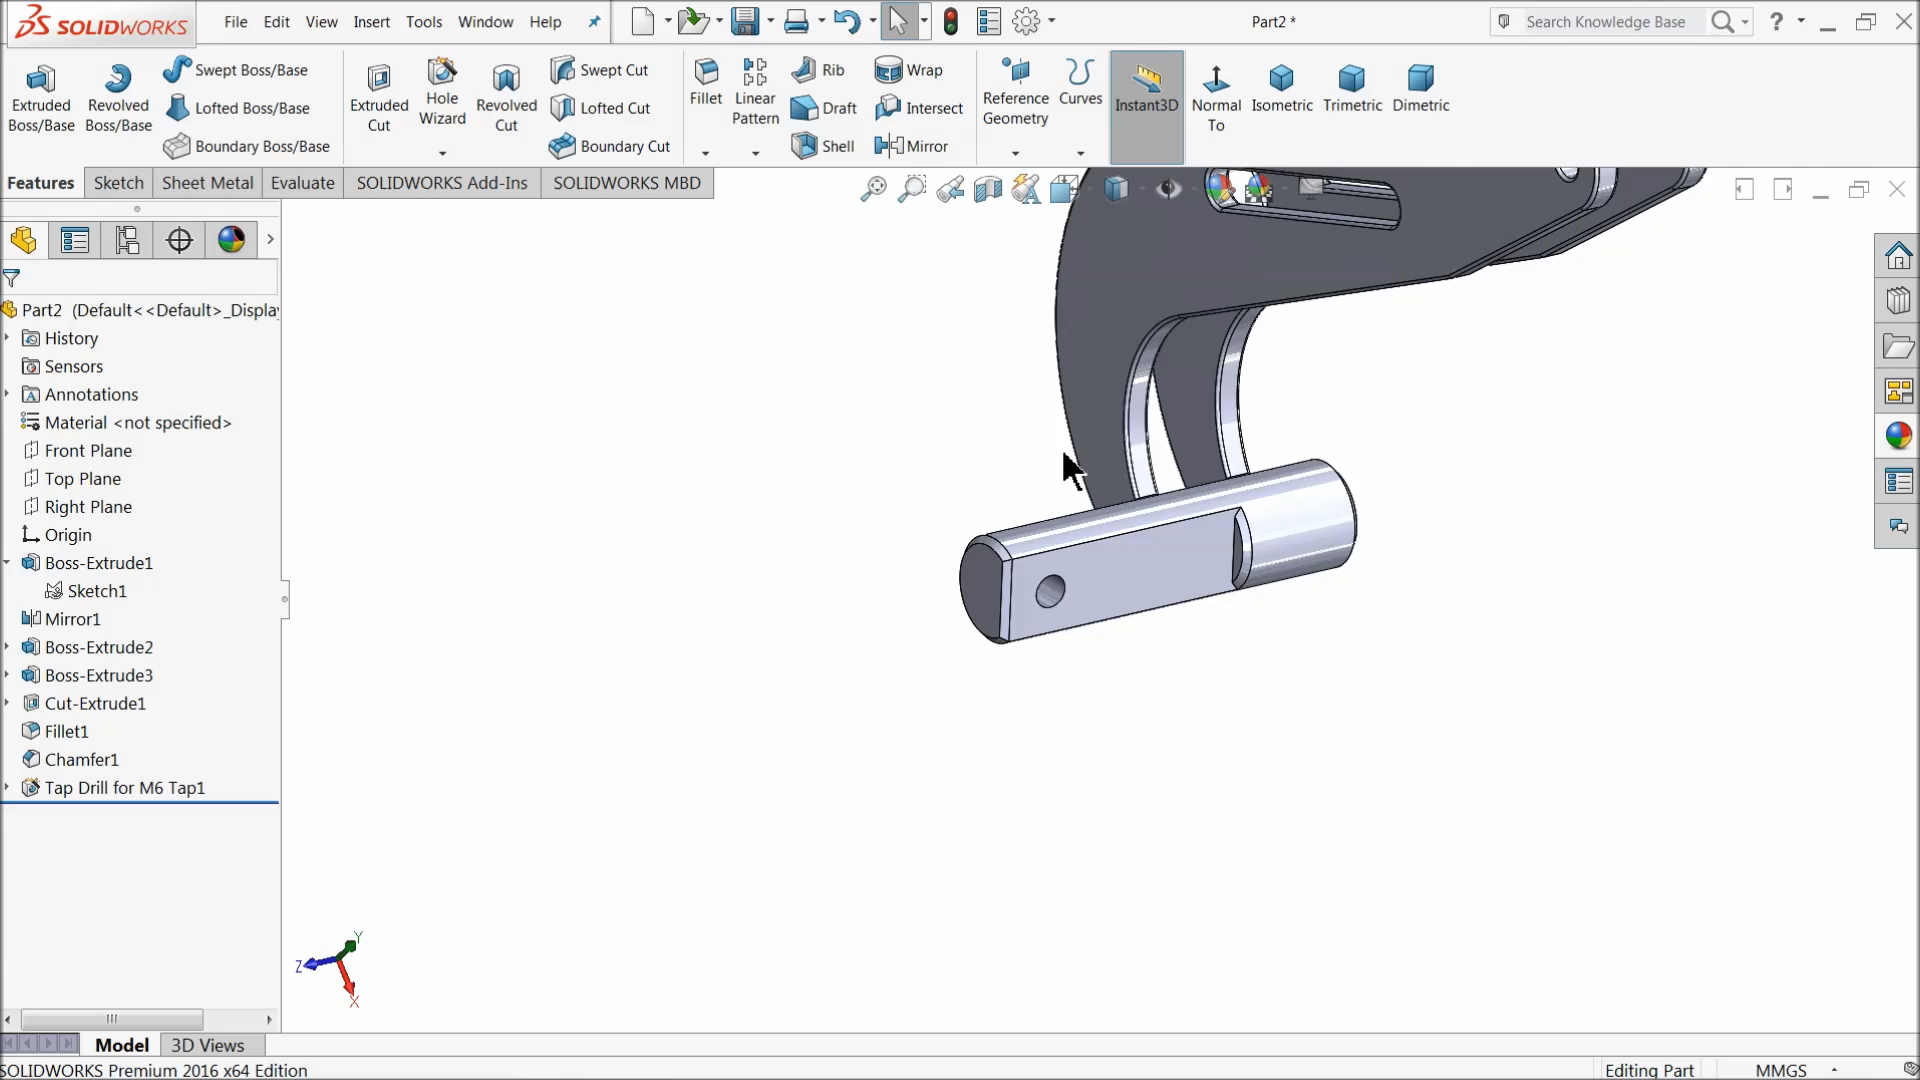 SOLIDWORKS
File Edit View Insert Tools Window Help
Part2 *
Search Knowledge Base
?
Extruded Boss/Base
Revolved Boss/Base
Swept Boss/Base
Lofted Boss/Base
Boundary Boss/Base
Extruded Cut
Hole Wizard
Revolved Cut
Swept Cut
Lofted Cut
Boundary Cut
Fillet
Linear Pattern
Rib
Draft
Shell
Wrap
Intersect
Mirror
Reference Geometry
Curves
Instant3D
Normal To
Isometric
Trimetric
Dimetric
Features Sketch Sheet Metal Evaluate SOLIDWORKS Add-Ins SOLIDWORKS MBD
Part2 (Default<<Default>_Displa
History
Sensors
Annotations
Material <not specified>
Front Plane
Top Plane
Right Plane
Origin
Boss-Extrude1
Sketch1
Mirror1
Boss-Extrude2
Boss-Extrude3
Cut-Extrude1
Fillet1
Chamfer1
Tap Drill for M6 Tap1
Y
Z
X
Model 3D Views
SOLIDWORKS Premium 2016 x64 Edition
Editing Part
MMGS